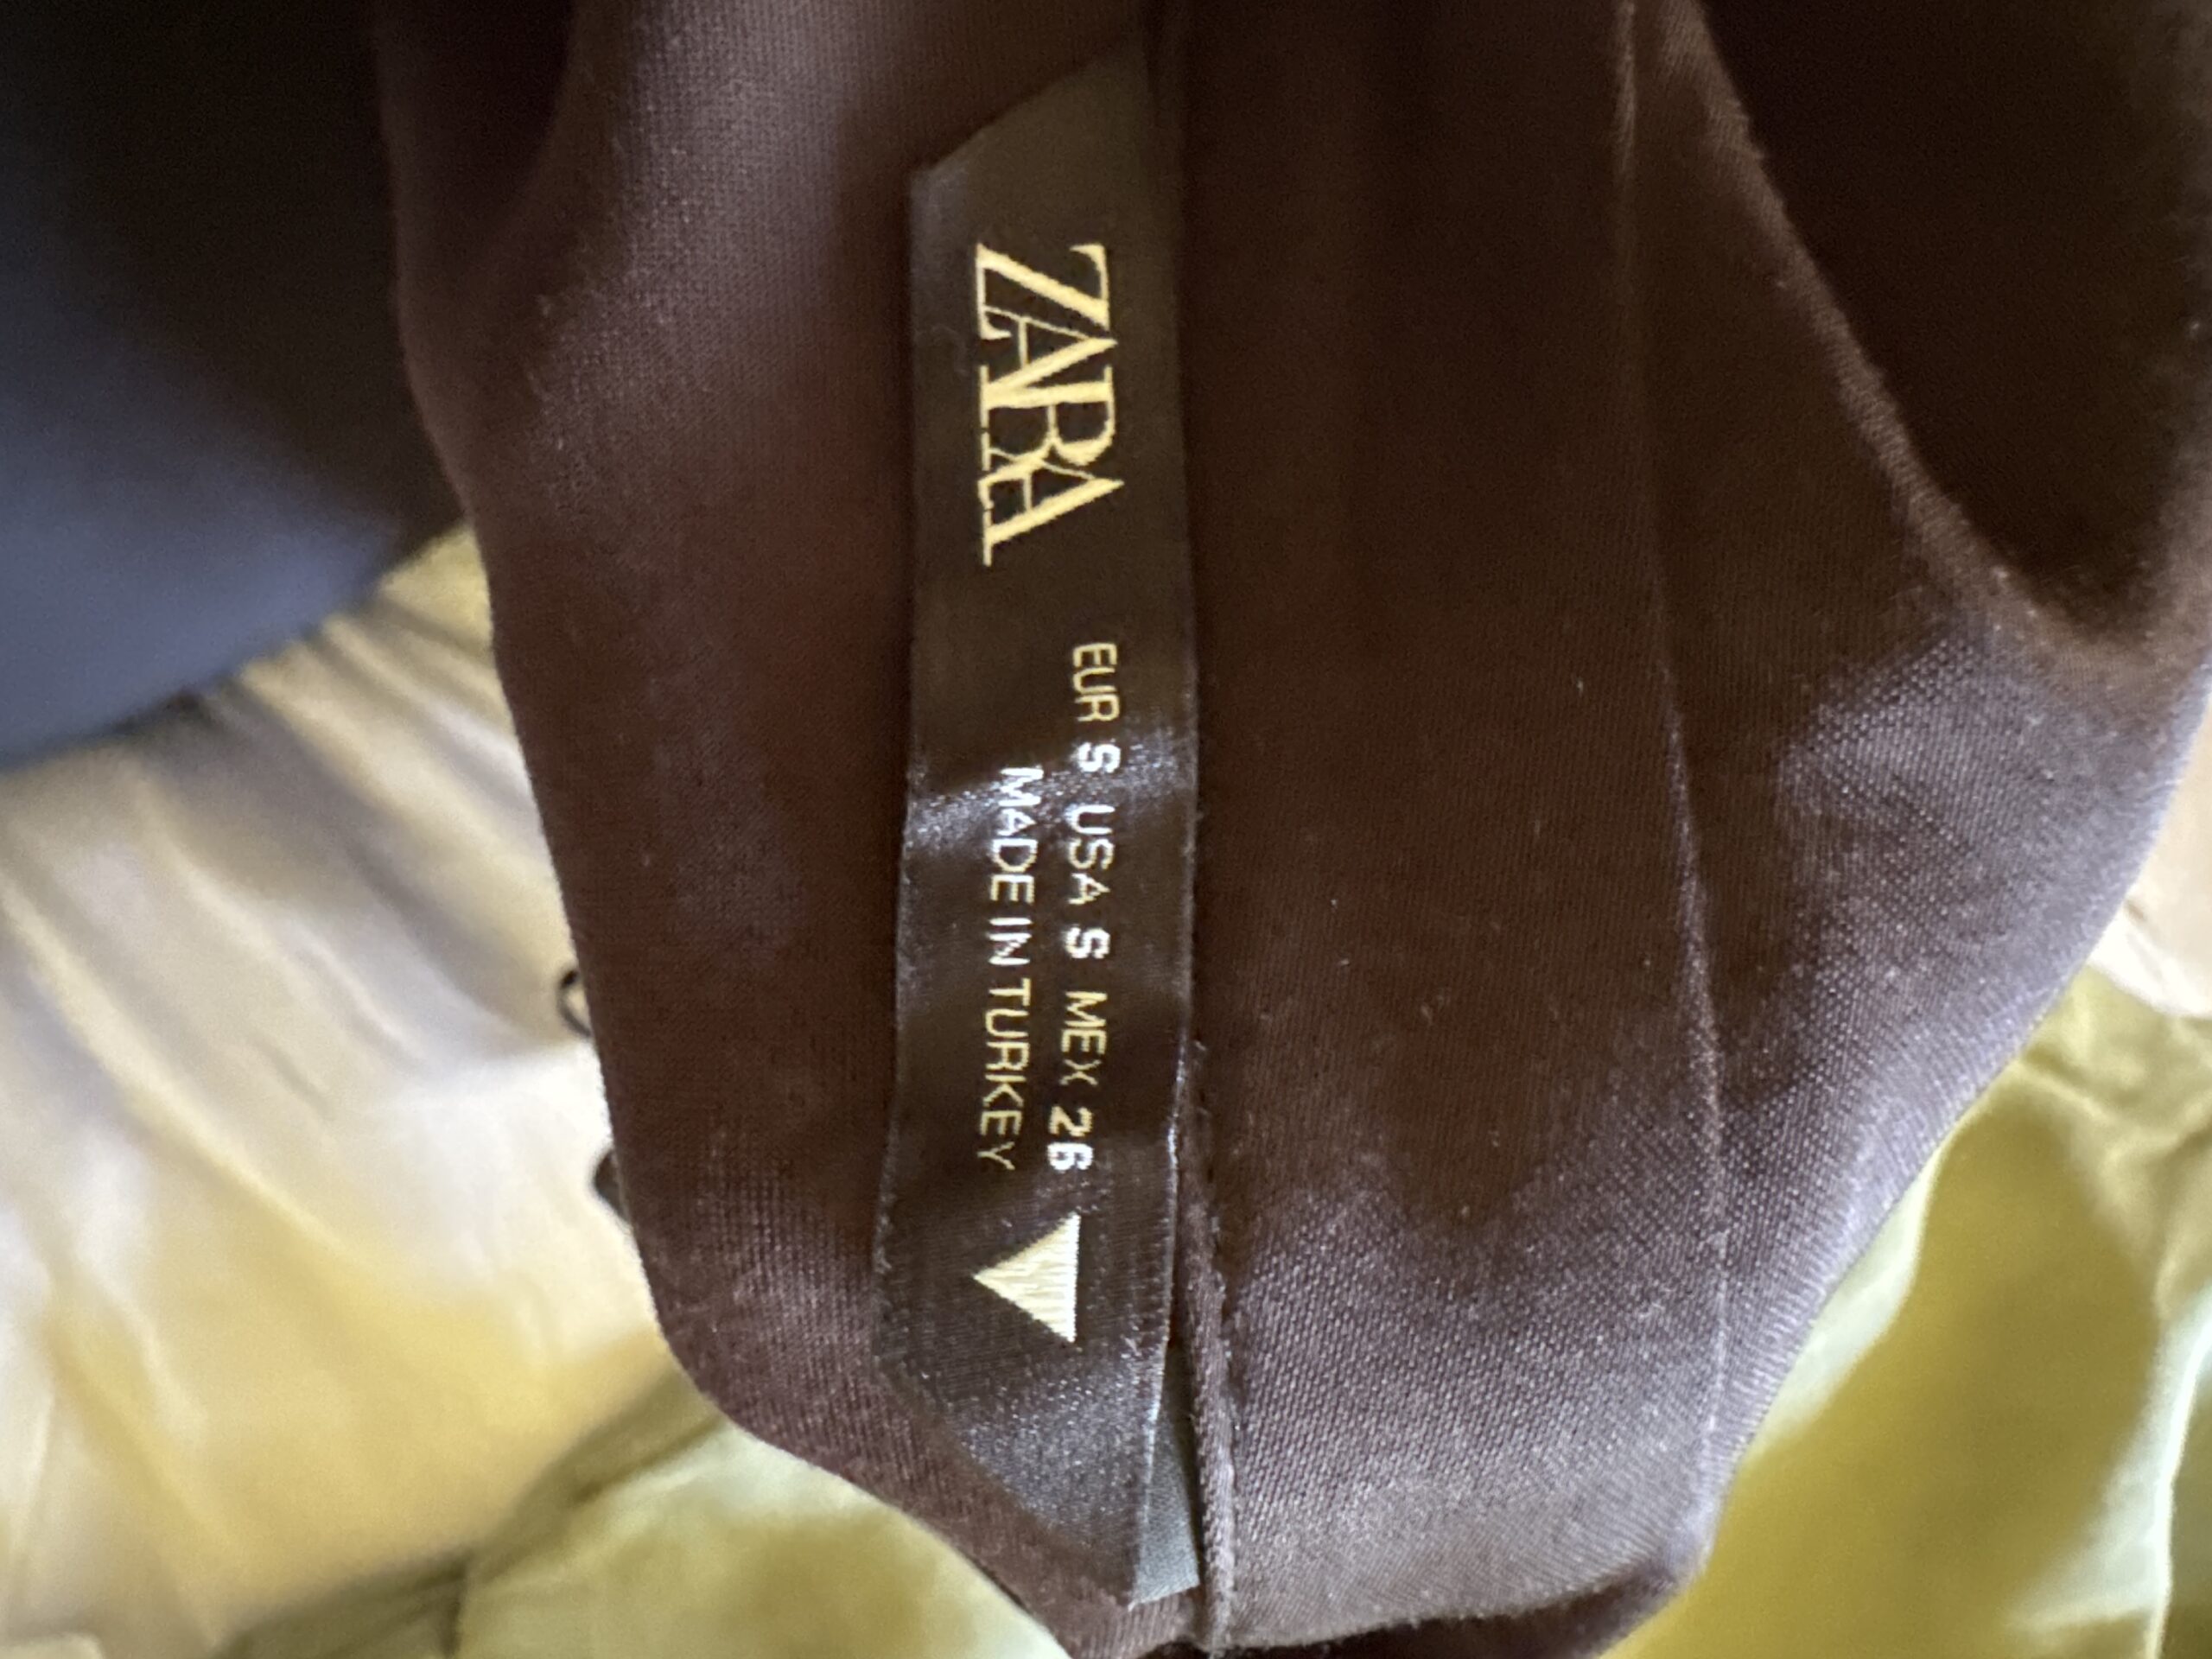 ZARA
EUR S USA S MEX 26
MADE IN TURKEY